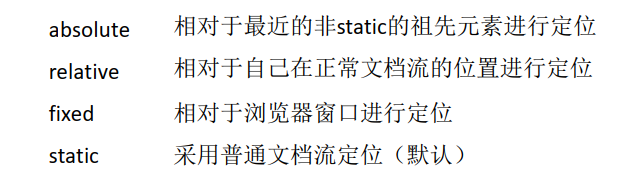 absolute 相对于最近的非static的祖先元素进行定位
relative 相对于自己在正常文档流的位置进行定位
fixed 相对于浏览器窗口进行定位
static 采用普通文档流定位（默认）